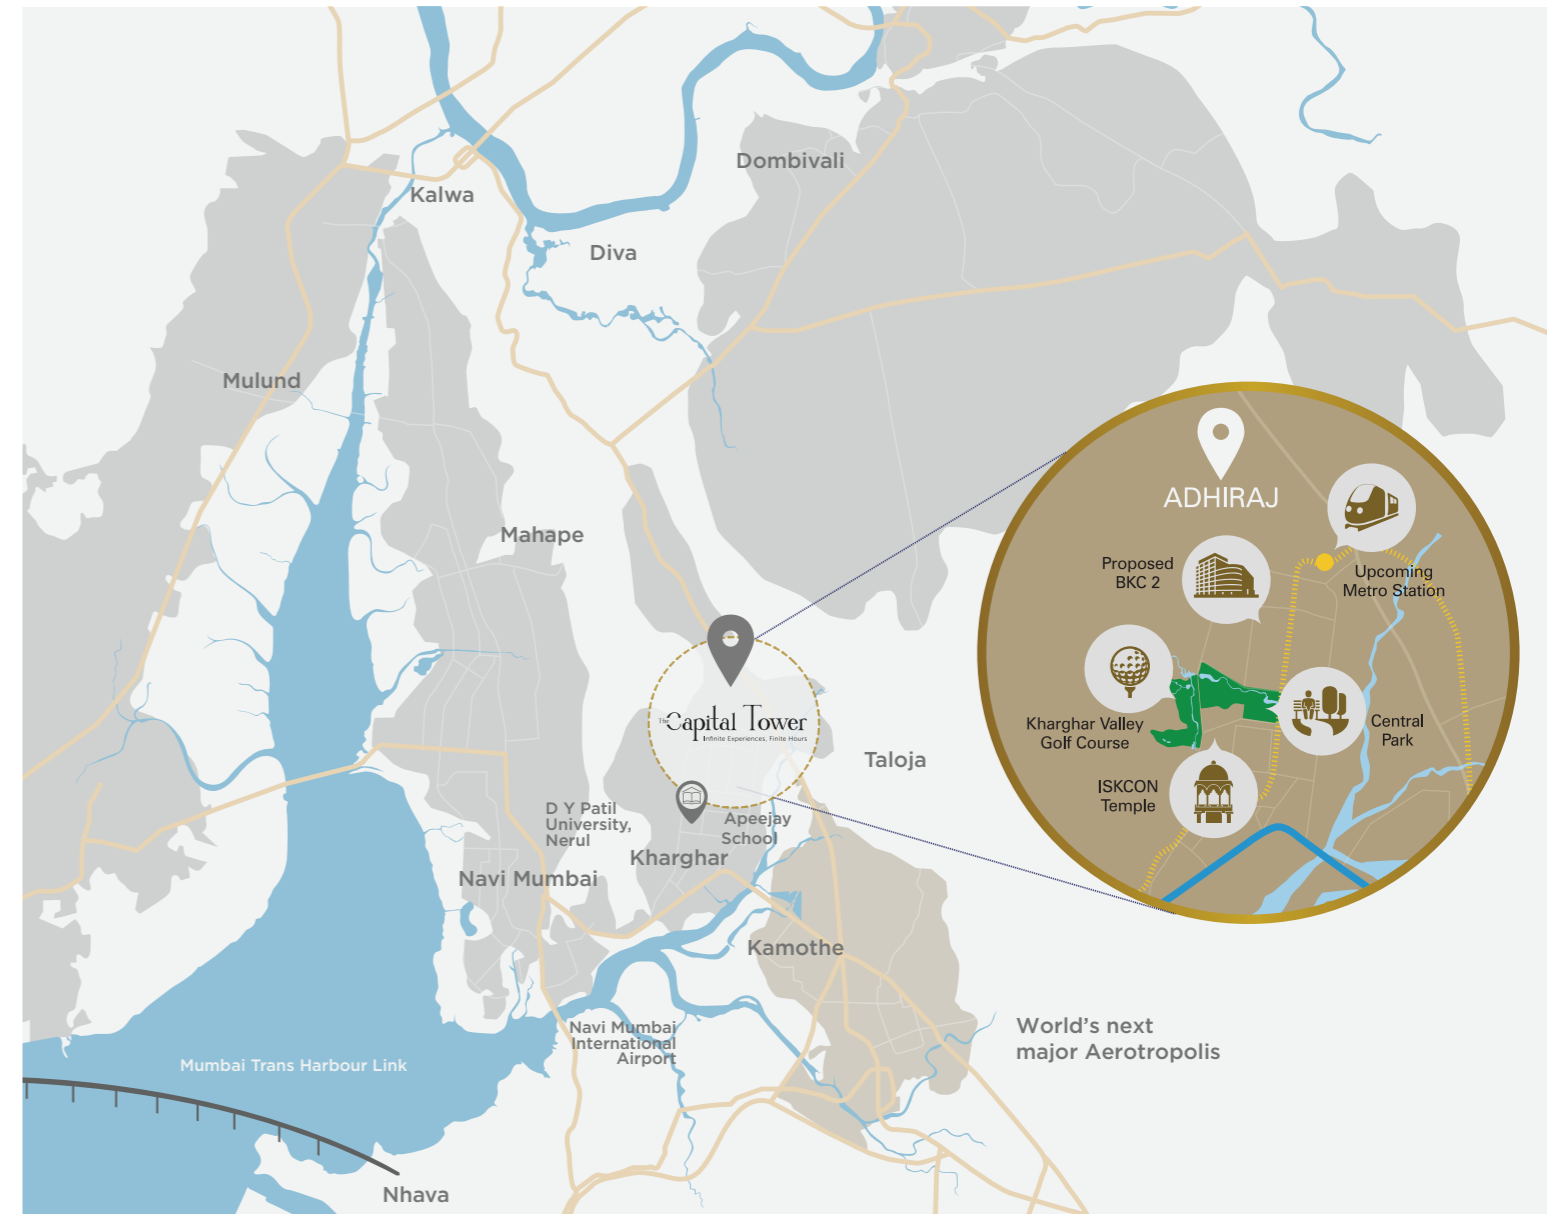 Dombivali
Kalwa
Diva
Mulund
ADHIRAJ
Mahape
Proposed
BKC 2
Upcoming
Metro Station
Kharghar Valley
Golf Course
Central
Park
The Capital Tower
Infinite Experiences, Finite Hours
Taloja
ISKCON
Temple
D Y Patil
University,
Nerul
Apeejay
School
Kharghar
Navi Mumbai
Kamothe
Navi Mumbai
International
Airport
World's next
major Aerotropolis
Mumbai Trans Harbour Link
Nhava